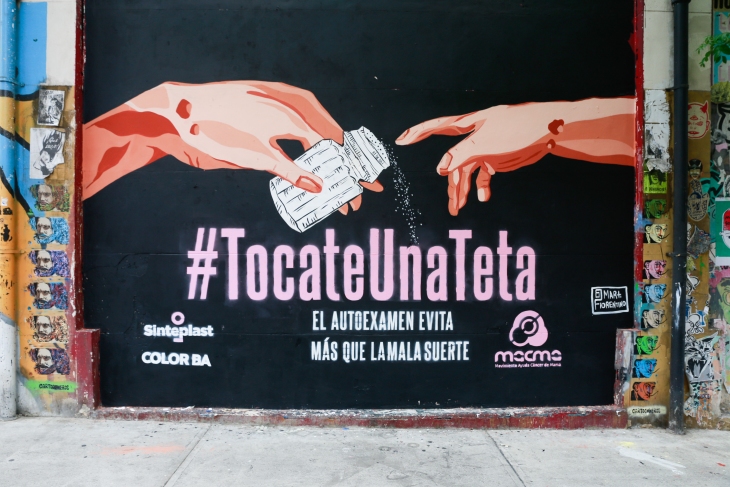 #TocateUnaTeta
EL AUTOEXAMEN EVITA
MÁS QUE LA MALA SUERTE
Sinteplast
COLOR BA
MART
FIORENTINO
macma
Movimiento Ayuda Cáncer de Mama